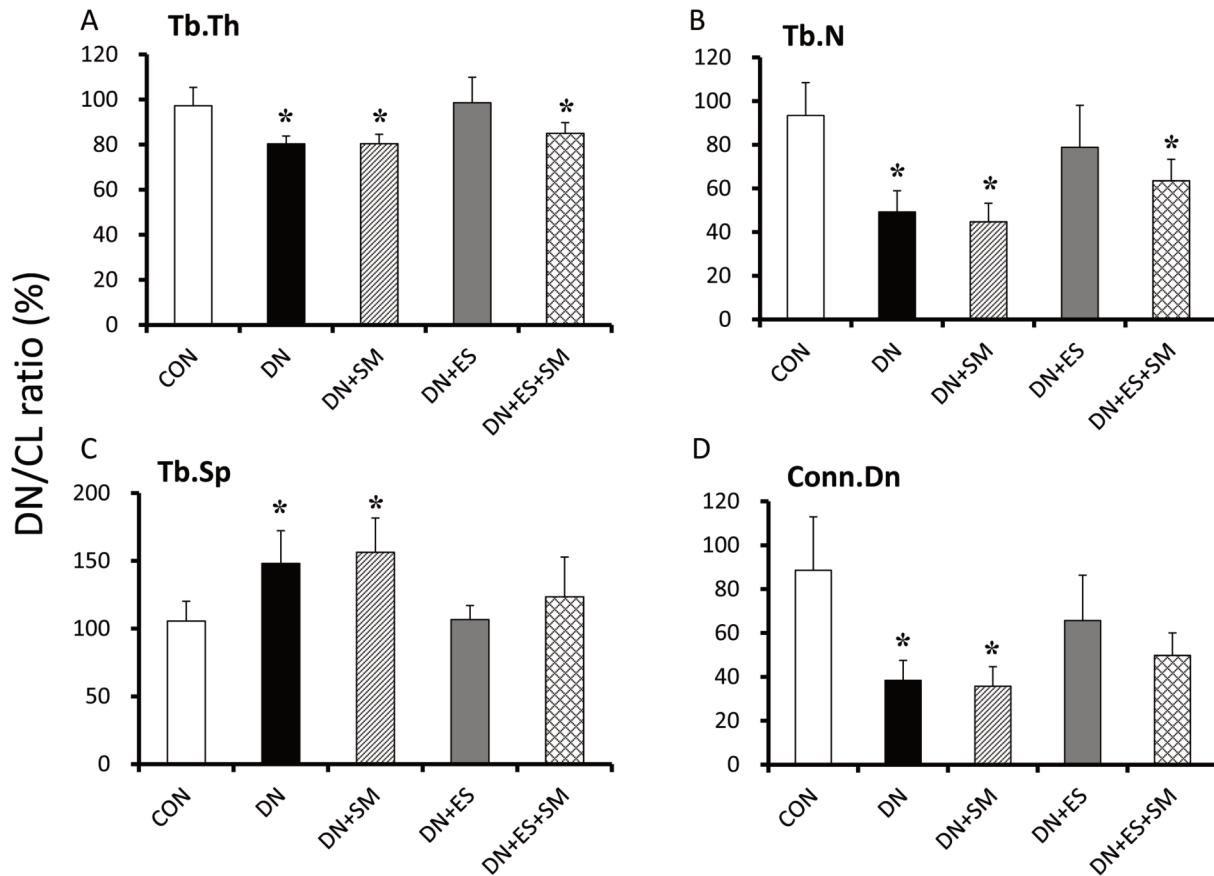 DN/CL ratio (%)
A
Tb.Th
120
100
80
60
40
20
0
*
*
*
CON
DN
DN+SM
DN+ES
DN+ES+SM
B
Tb.N
120
100
80
60
40
20
0
*
*
*
CON
DN
DN+SM
DN+ES
DN+ES+SM
C
Tb.Sp
200
150
100
50
0
*
*
CON
DN
DN+SM
DN+ES
DN+ES+SM
D
Conn.Dn
120
100
80
60
40
20
0
*
*
CON
DN
DN+SM
DN+ES
DN+ES+SM